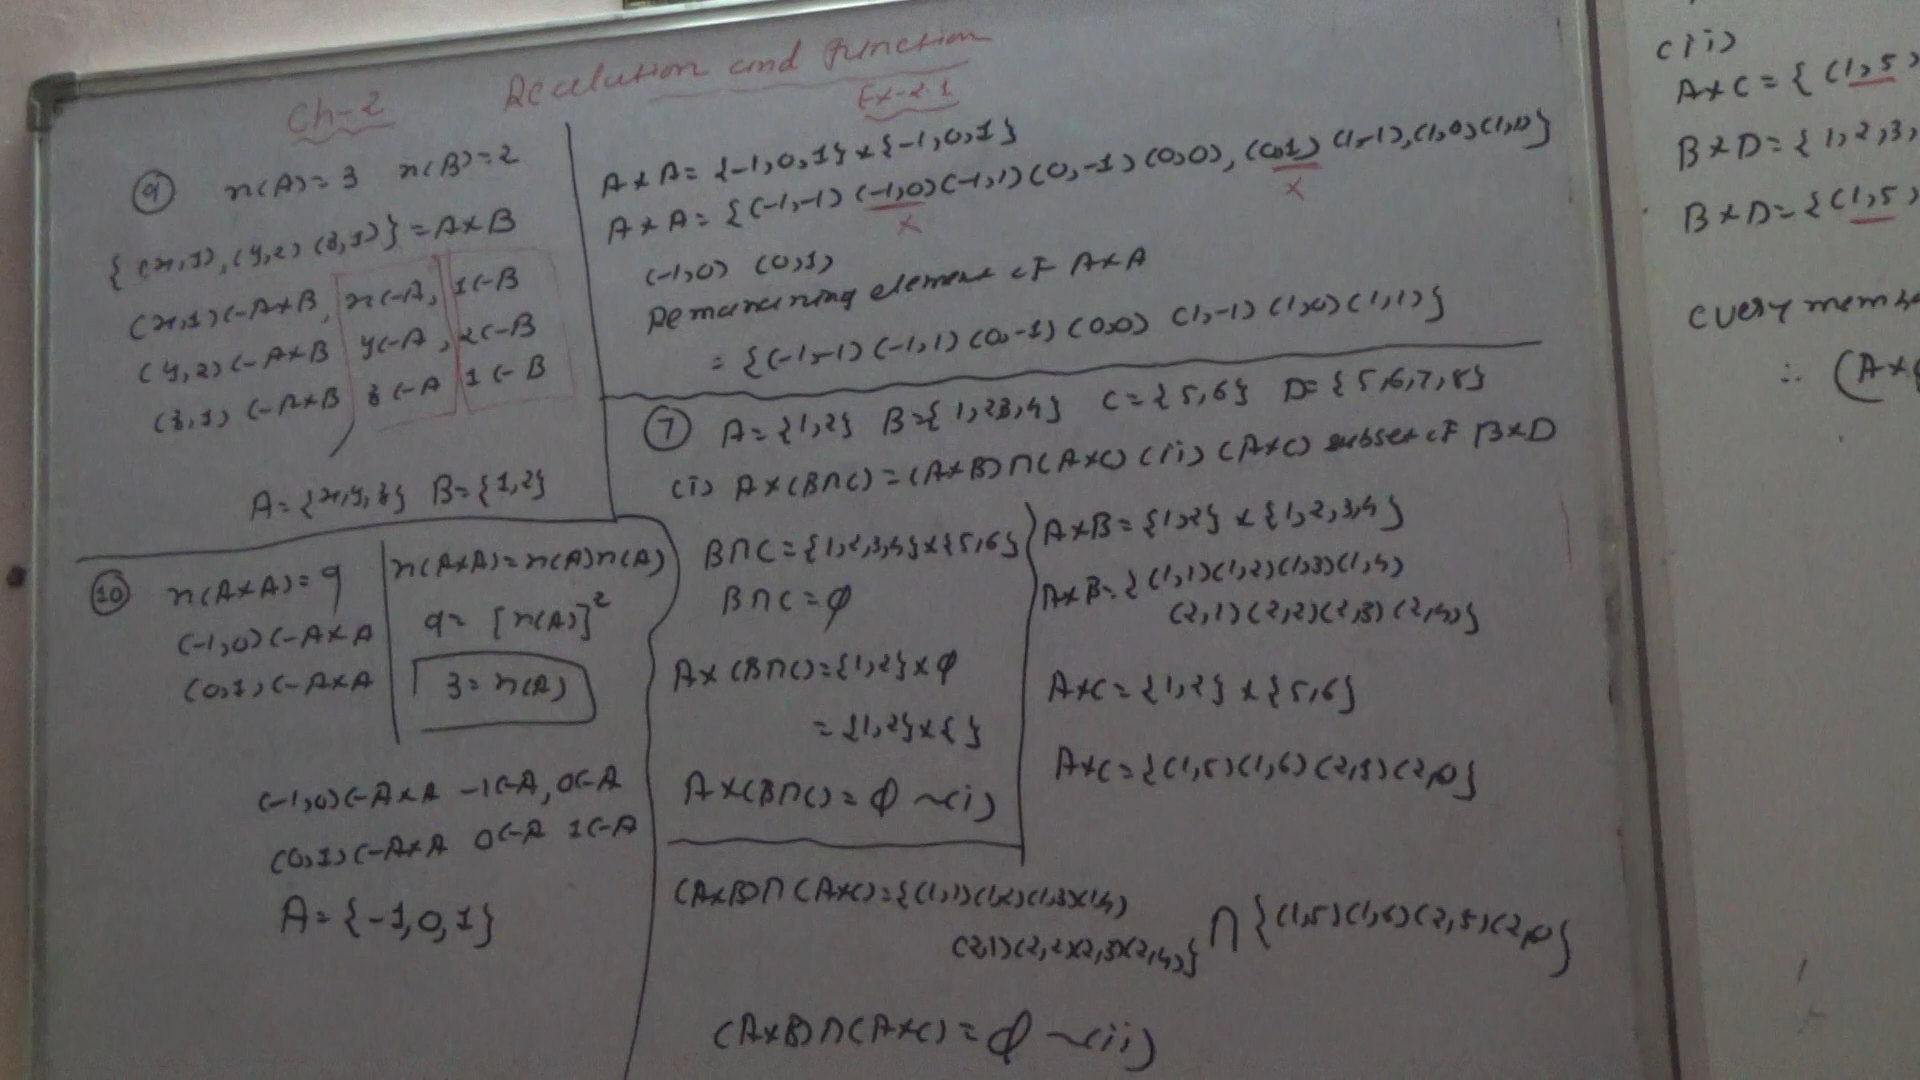 Ch-2 Realution and function
Ex-2.1
(9) n(A)=3 n(B)=2
{(x,1),(y,2)(z,1)}=A×B
(x,1)(-A×B, x(-A, 1(-B
(y,2)(-A×B y(-A, 2(-B
(z,1)(-A×B z(-A 1(-B
A={x,y,z} B={1,2}
(10) n(A×A)=9
(-1,0)(-A×A
(0,1)(-A×A
n(A×A)=n(A)n(A)
9=[n(A)]²
3=n(A)
(-1,0)(-A×A -1(-A, 0(-A
(0,1)(-A×A 0(-A 1(-A
A={-1,0,1}
A×A={-1,0,1}×{-1,0,1}
A×A={(-1,-1)(-1,0)(-1,1)(0,-1)(0,0),(0,1)(1,-1),(1,0)(1,1)}
× ×
(-1,0) (0,1)
Remaraining element of A×A
={(-1,-1)(-1,1)(0,-1)(0,0) (1,-1)(1,0)(1,1)}
(7) A={1,2} B={1,2,3,4} C={5,6} D={5,6,7,8}
(i) A×(B∩C)=(A×B)∩(A×C) (ii) (A×C) subset of B×D
B∩C={1,2,3,4}×{5,6}
B∩C=φ
A×(B∩C)={1,2}×φ
={1,2}×{}
A×(B∩C)=φ ~(i)
A×B={1,2}×{1,2,3,4}
A×B={(1,1)(1,2)(1,3)(1,4)
(2,1)(2,2)(2,3)(2,4)}
A×C={1,2}×{5,6}
A×C={(1,5)(1,6)(2,5)(2,6)}
(A×B)∩(A×C)={(1,1)(1,2)(1,3)(1,4)
(2,1)(2,2)(2,3)(2,4)} ∩ {(1,5)(1,6)(2,5)(2,6)}
(A×B)∩(A×C)=φ ~(ii)
(ii)
A×C={(1,5)
B×D={1,2,3,
B×D={(1,5)
every mem
∴ (A×